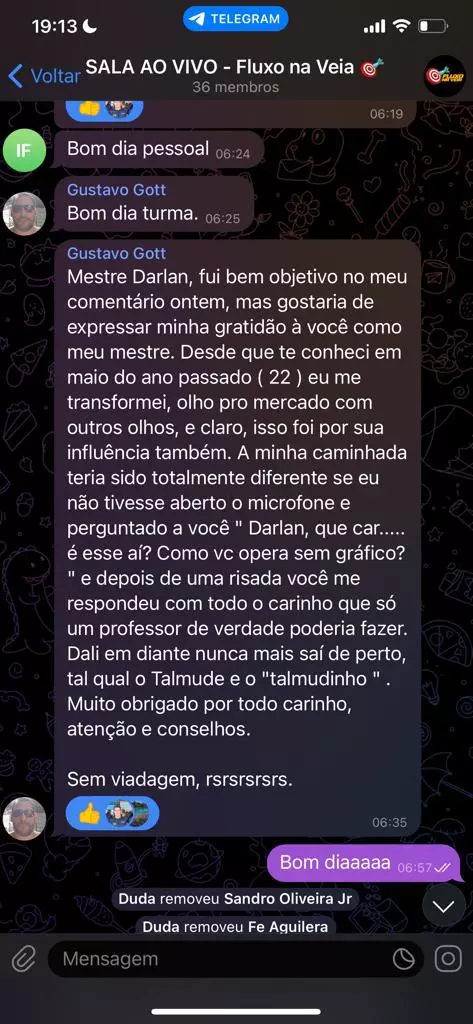 19:13
TELEGRAM
Voltar
SALA AO VIVO - Fluxo na Veia
36 membros
06:19
IF
Bom dia pessoal 06:24
Gustavo Gott
Bom dia turma. 06:25
Gustavo Gott
Mestre Darlan, fui bem objetivo no meu
comentário ontem, mas gostaria de
expressar minha gratidão à você como
meu mestre. Desde que te conheci em
maio do ano passado ( 22 ) eu me
transformei, olho pro mercado com
outros olhos, e claro, isso foi por sua
influência também. A minha caminhada
teria sido totalmente diferente se eu
não tivesse aberto o microfone e
perguntado a você " Darlan, que car.....
é esse aí? Como vc opera sem gráfico?
" e depois de uma risada você me
respondeu com todo o carinho que só
um professor de verdade poderia fazer.
Dali em diante nunca mais saí de perto,
tal qual o Talmude e o "talmudinho " .
Muito obrigado por todo carinho,
atenção e conselhos.
Sem viadagem, rsrsrsrsrs.
06:35
Bom diaaaaa 06:57
Duda removeu Sandro Oliveira Jr
Duda removeu Fe Aguilera
Mensagem